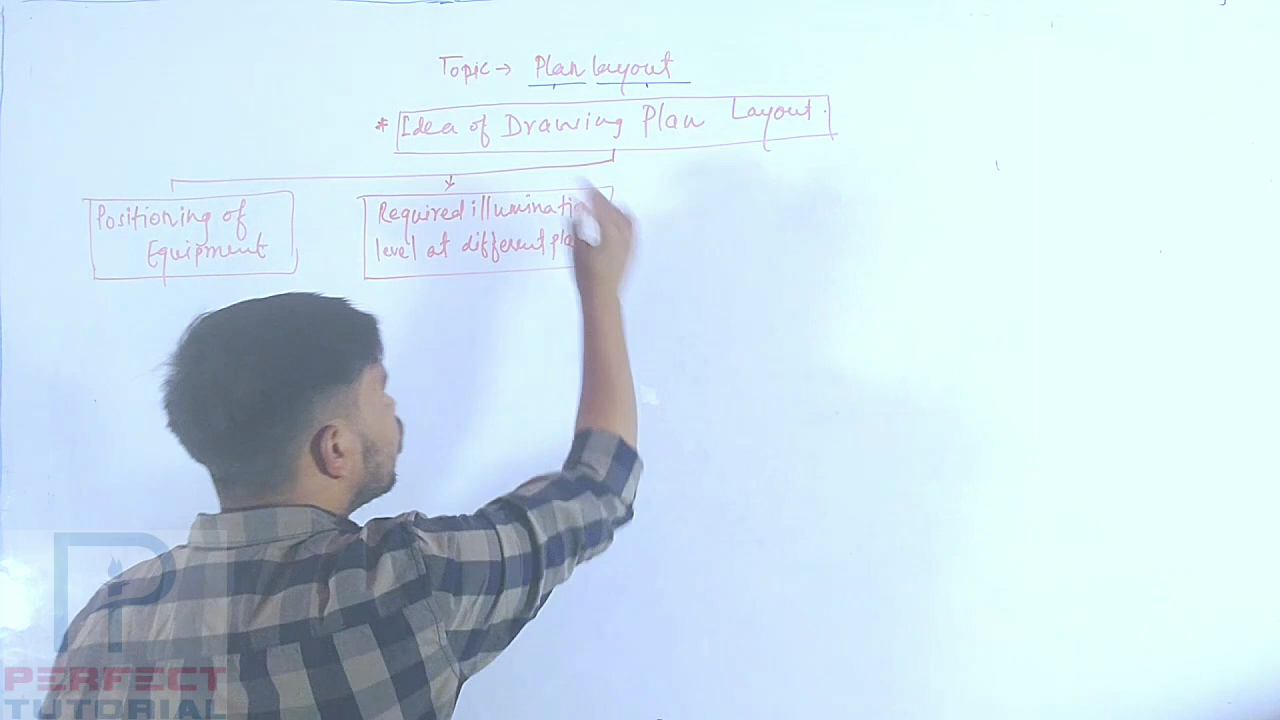 Topic → Plan layout
* Idea of Drawing Plan Layout.
Positioning of
Equipment
Required illuminatio
level at different pla
PERFECT
TUTORIAL